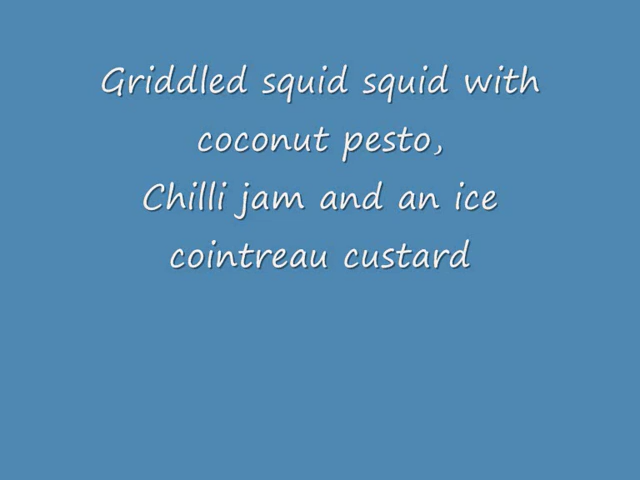 Griddled squid squid with
coconut pesto,
Chilli jam and an ice
cointreau custard